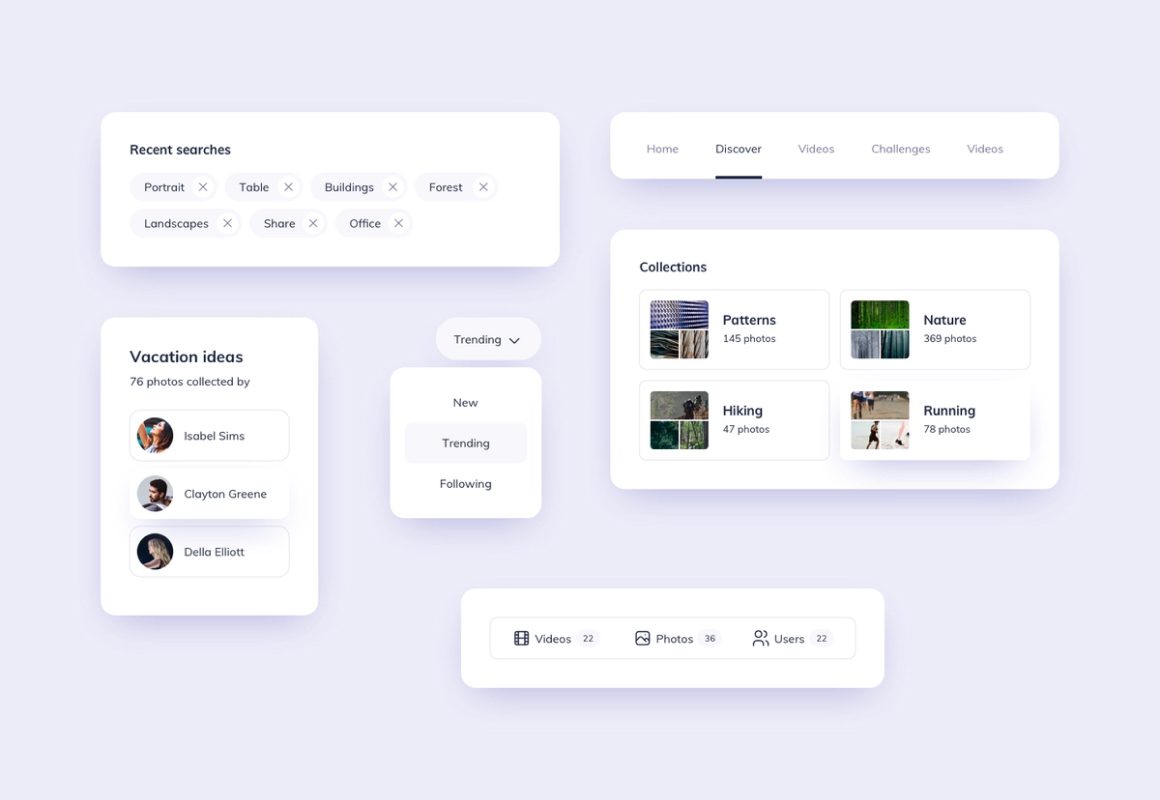 Recent searches
Portrait Table Buildings Forest
Landscapes Share Office
Home Discover Videos Challenges Videos
Collections
Patterns
145 photos
Nature
369 photos
Hiking
47 photos
Running
78 photos
Vacation ideas
76 photos collected by
Isabel Sims
Clayton Greene
Della Elliott
Trending
New
Trending
Following
Videos 22 Photos 36 Users 22